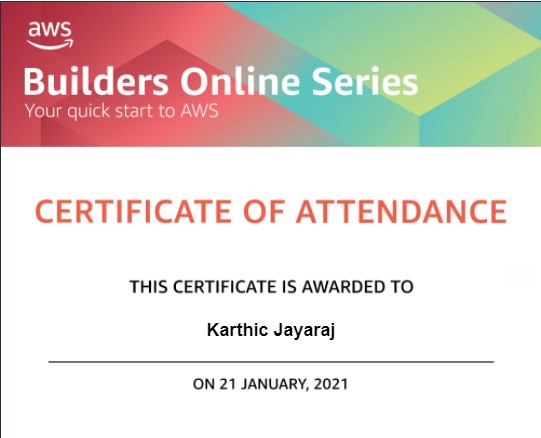 aws
Builders Online Series
Your quick start to AWS
CERTIFICATE OF ATTENDANCE
THIS CERTIFICATE IS AWARDED TO
Karthic Jayaraj
ON 21 JANUARY, 2021